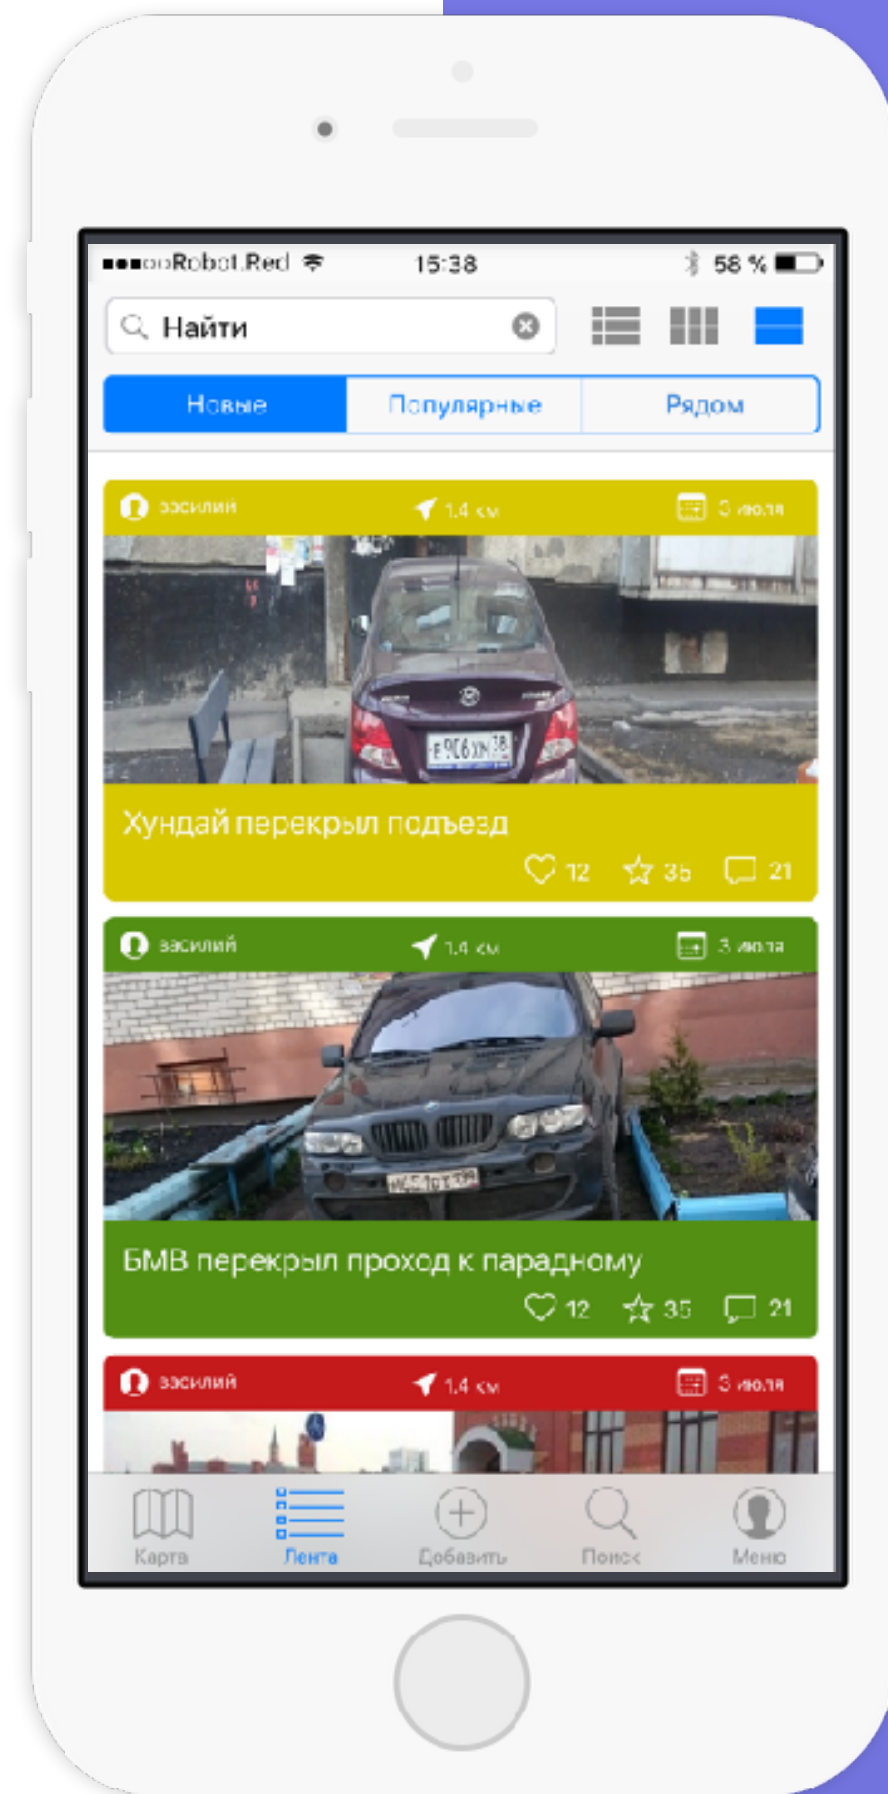 Robot.Red 15:38 58 %
Найти
Новые Популярные Рядом
василий 1.4 км 3 июля
Хундай перекрыл подъезд
12 35 21
василий 1.4 км 3 июля
БМВ перекрыл проход к парадному
12 35 21
василий 1.4 км 3 июля
Карта Лента Добавить Поиск Меню